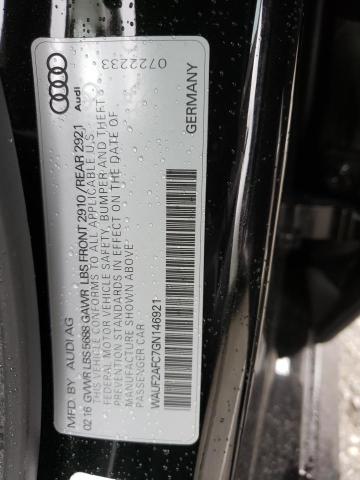 Audi
0722233
GERMANY
MFD. BY AUDI AG
02/16 GVWR LBS 5688 GAWR LBS FRONT 2910 / REAR 2921
THIS VEHICLE CONFORMS TO ALL APPLICABLE U.S.
FEDERAL MOTOR VEHICLE SAFETY, BUMPER AND THEFT
PREVENTION STANDARDS IN EFFECT ON THE DATE OF
MANUFACTURE SHOWN ABOVE
PASSENGER CAR
WAUF2AFC7GN146921